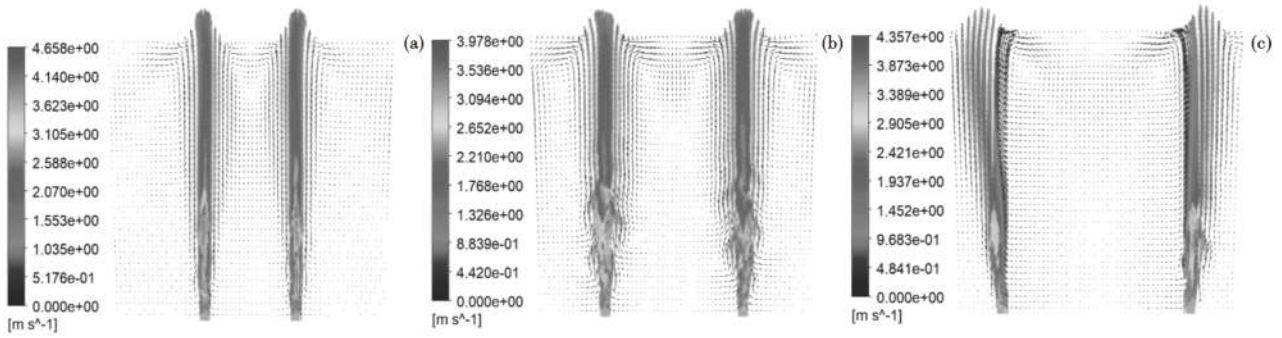 4.658e+00
4.140e+00
3.623e+00
3.105e+00
2.588e+00
2.070e+00
1.553e+00
1.035e+00
5.176e-01
0.000e+00
[m s^-1]
(a)
3.978e+00
3.536e+00
3.094e+00
2.652e+00
2.210e+00
1.768e+00
1.326e+00
8.839e-01
4.420e-01
0.000e+00
[m s^-1]
(b)
4.357e+00
3.873e+00
3.389e+00
2.905e+00
2.421e+00
1.937e+00
1.452e+00
9.683e-01
4.841e-01
0.000e+00
[m s^-1]
(c)